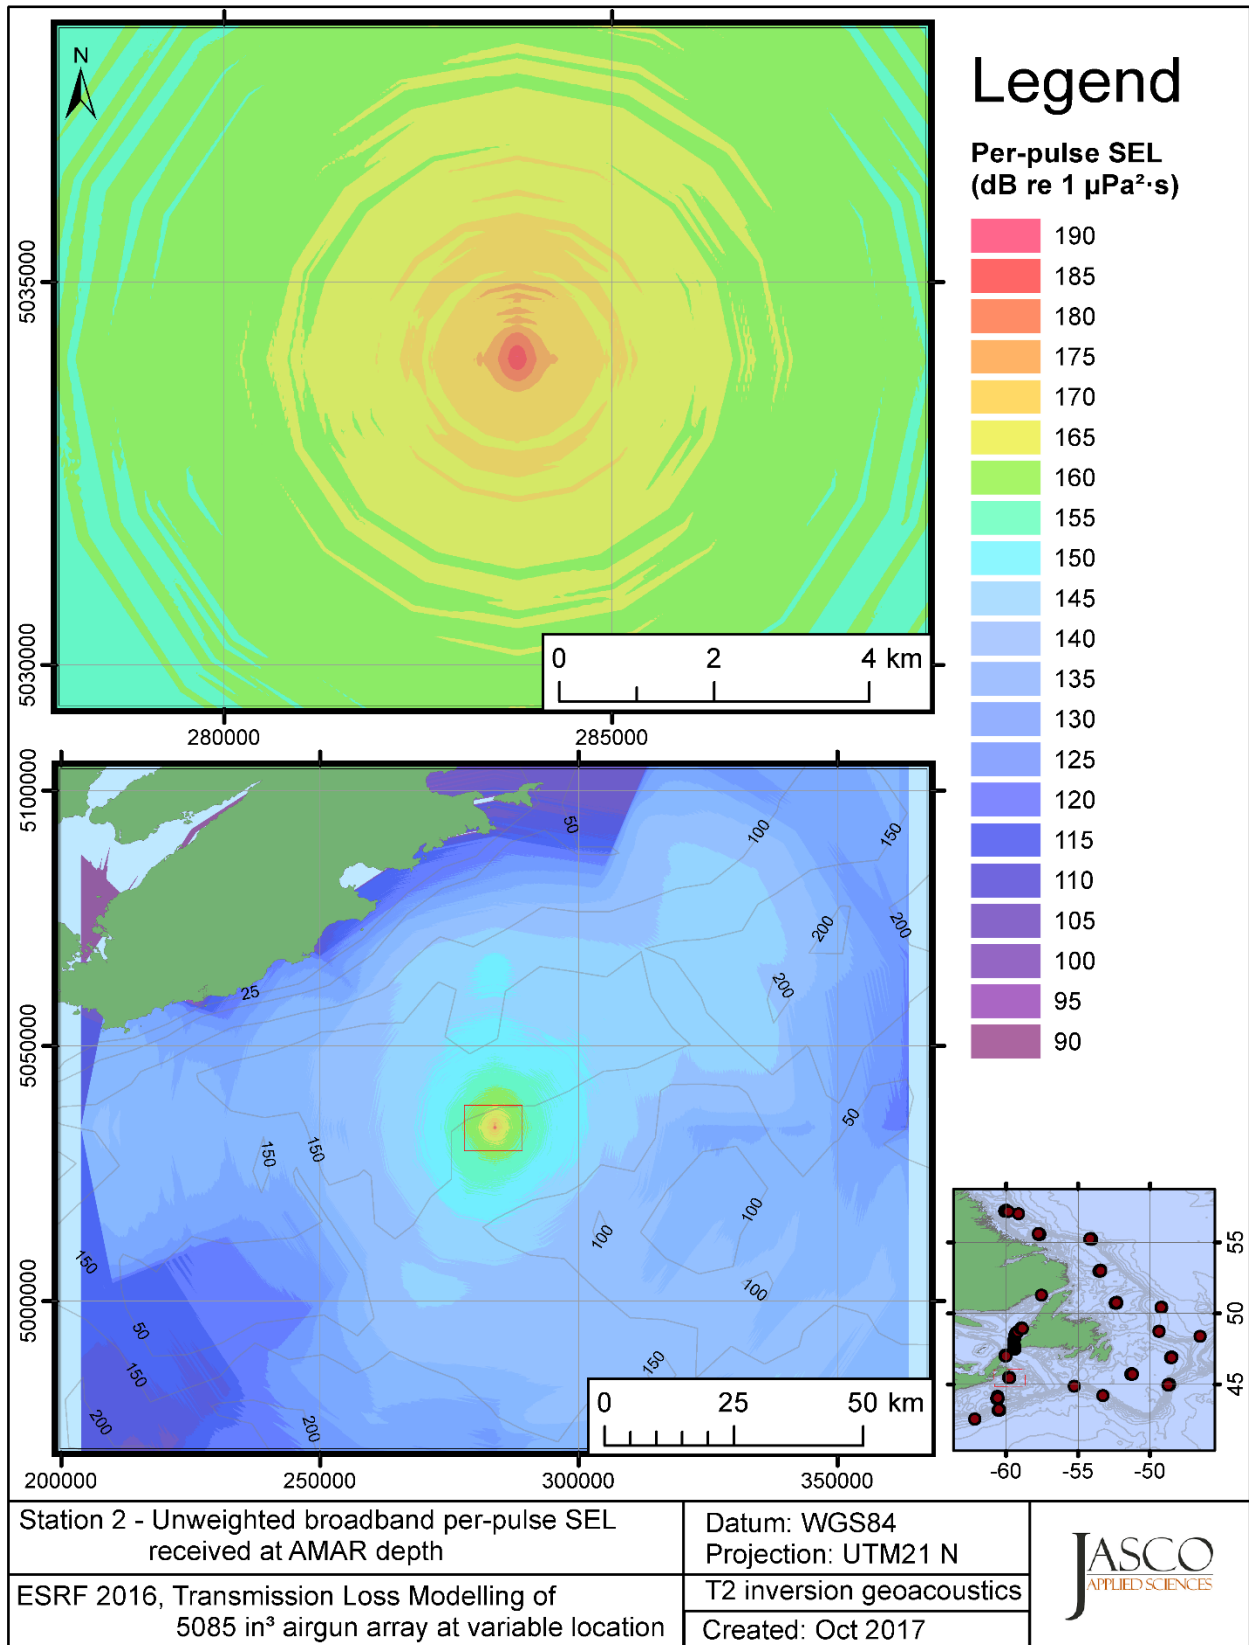 N
5035000
5030000
0 2 4 km
280000 285000
Legend
Per-pulse SEL
(dB re 1 µPa²·s)
190
185
180
175
170
165
160
155
150
145
140
135
130
125
120
115
110
105
100
95
90
5100000
5050000
5000000
50
100
150
200
200
200
25
50
150
150
100
100
100
150
50
150
200
200
150
0 25 50 km
200000 250000 300000 350000
55
50
45
-60 -55 -50
Station 2 - Unweighted broadband per-pulse SEL
received at AMAR depth
ESRF 2016, Transmission Loss Modelling of
5085 in³ airgun array at variable location
Datum: WGS84
Projection: UTM21 N
T2 inversion geoacoustics
Created: Oct 2017
JASCO
APPLIED SCIENCES